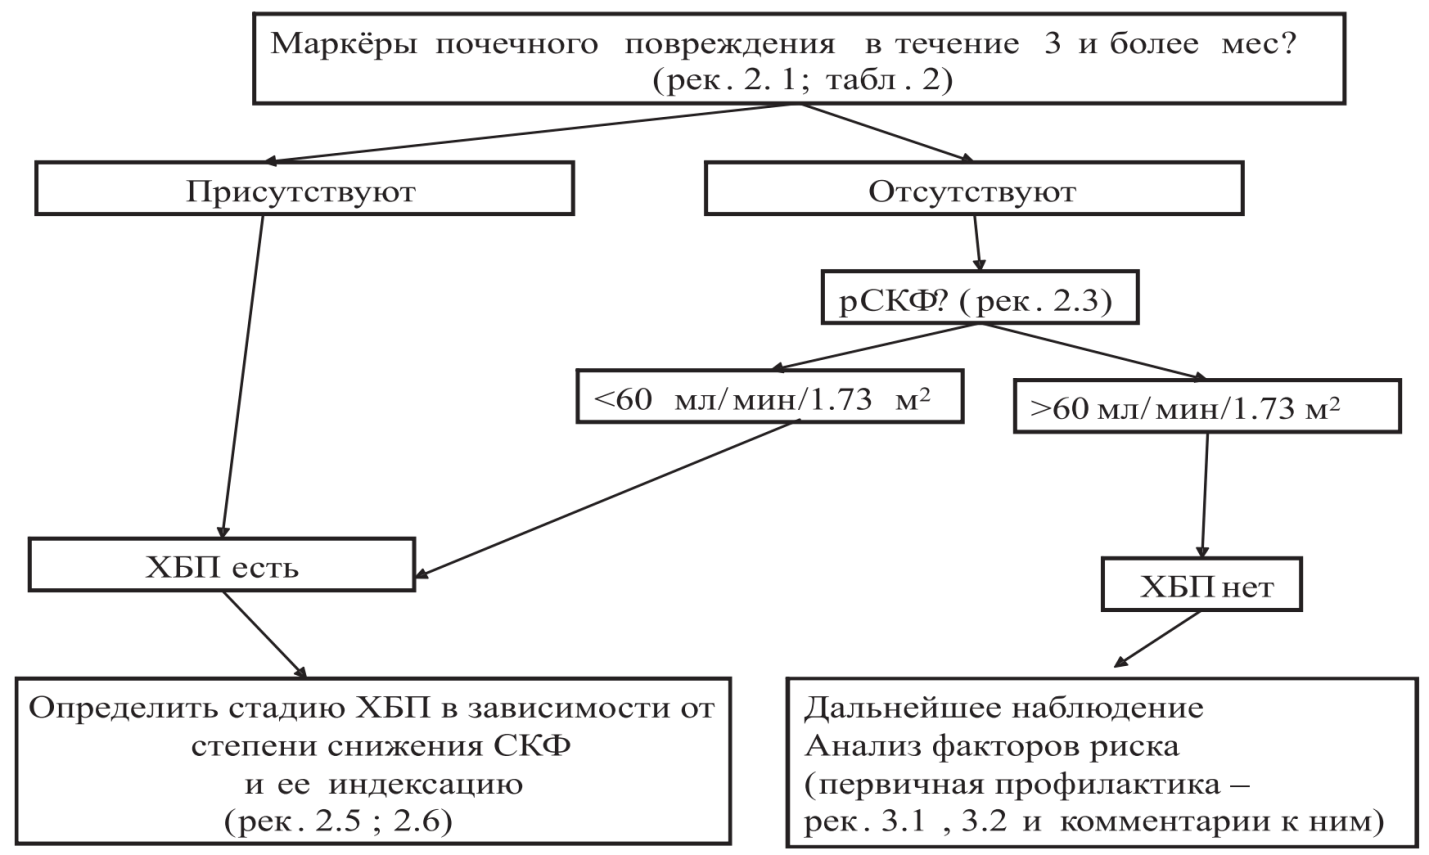 Маркёры почечного повреждения в течение 3 и более мес?
(рек. 2. 1; табл. 2)
Присутствуют
Отсутствуют
рСКФ? (рек. 2.3)
<60 мл/мин/1.73 м²
>60 мл/мин/1.73 м²
ХБП есть
ХБП нет
Определить стадию ХБП в зависимости от
степени снижения СКФ
и ее индексацию
(рек. 2.5 ; 2.6)
Дальнейшее наблюдение
Анализ факторов риска
(первичная профилактика –
рек. 3.1 , 3.2 и комментарии к ним)